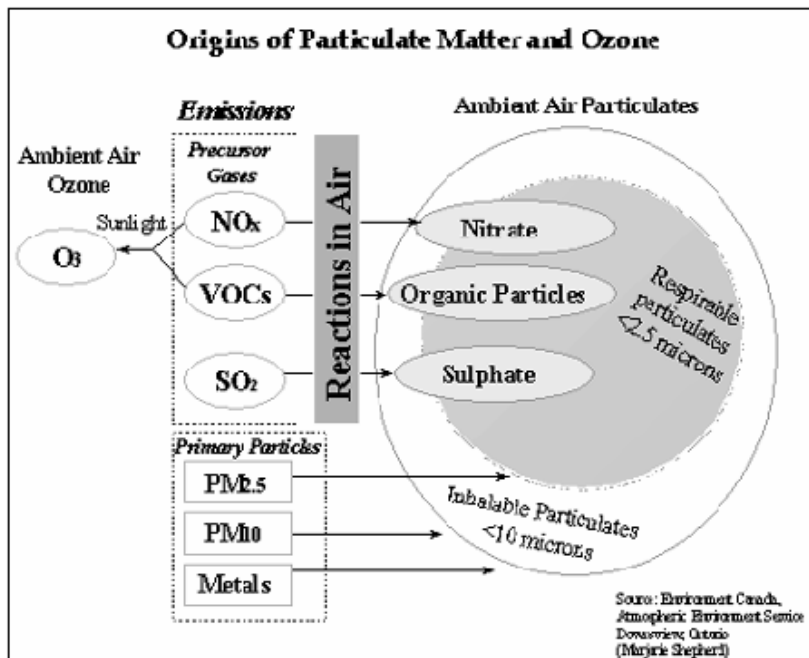 Origins of Particulate Matter and Ozone
Emissions
Ambient Air Particulates
Precursor
Gases
Ambient Air
Ozone
Sunlight
O3
NOx
VOCs
SO2
Reactions in Air
Nitrate
Organic Particles
Sulphate
Respirable
particulates
<2.5 microns
Primary Particles
PM2.5
PM10
Metals
Inhalable Particulates
<10 microns
Source: Environment Canada,
Atmospheric Environment Service
Downsview, Ontario
(Marjorie Shepherd)